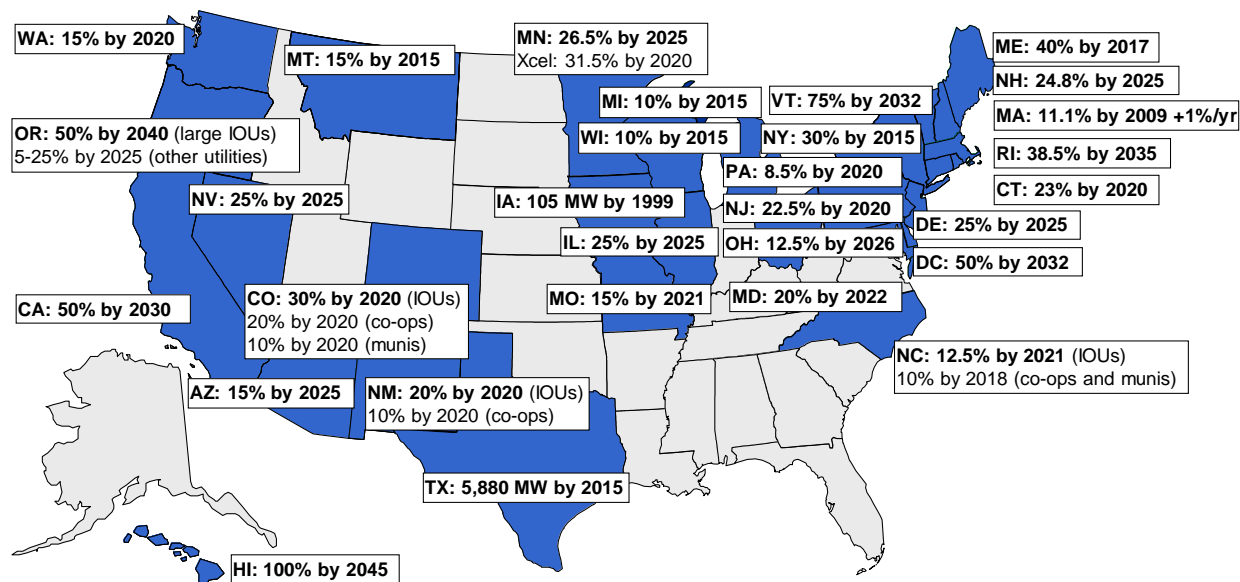 WA: 15% by 2020
MT: 15% by 2015
MN: 26.5% by 2025
Xcel: 31.5% by 2020
ME: 40% by 2017
NH: 24.8% by 2025
MI: 10% by 2015
VT: 75% by 2032
MA: 11.1% by 2009 +1%/yr
OR: 50% by 2040 (large IOUs)
5-25% by 2025 (other utilities)
WI: 10% by 2015
NY: 30% by 2015
RI: 38.5% by 2035
PA: 8.5% by 2020
CT: 23% by 2020
NV: 25% by 2025
IA: 105 MW by 1999
NJ: 22.5% by 2020
DE: 25% by 2025
IL: 25% by 2025
OH: 12.5% by 2026
DC: 50% by 2032
CA: 50% by 2030
CO: 30% by 2020 (IOUs)
20% by 2020 (co-ops)
10% by 2020 (munis)
MO: 15% by 2021
MD: 20% by 2022
NC: 12.5% by 2021 (IOUs)
10% by 2018 (co-ops and munis)
AZ: 15% by 2025
NM: 20% by 2020 (IOUs)
10% by 2020 (co-ops)
TX: 5,880 MW by 2015
HI: 100% by 2045